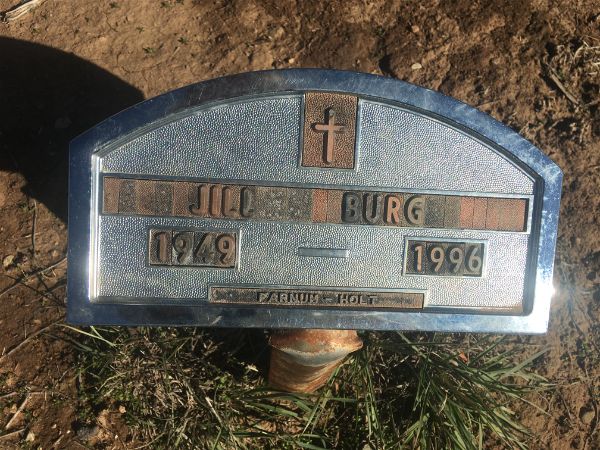 JILL BURG
1949 — 1996
FARNUM - HOLT